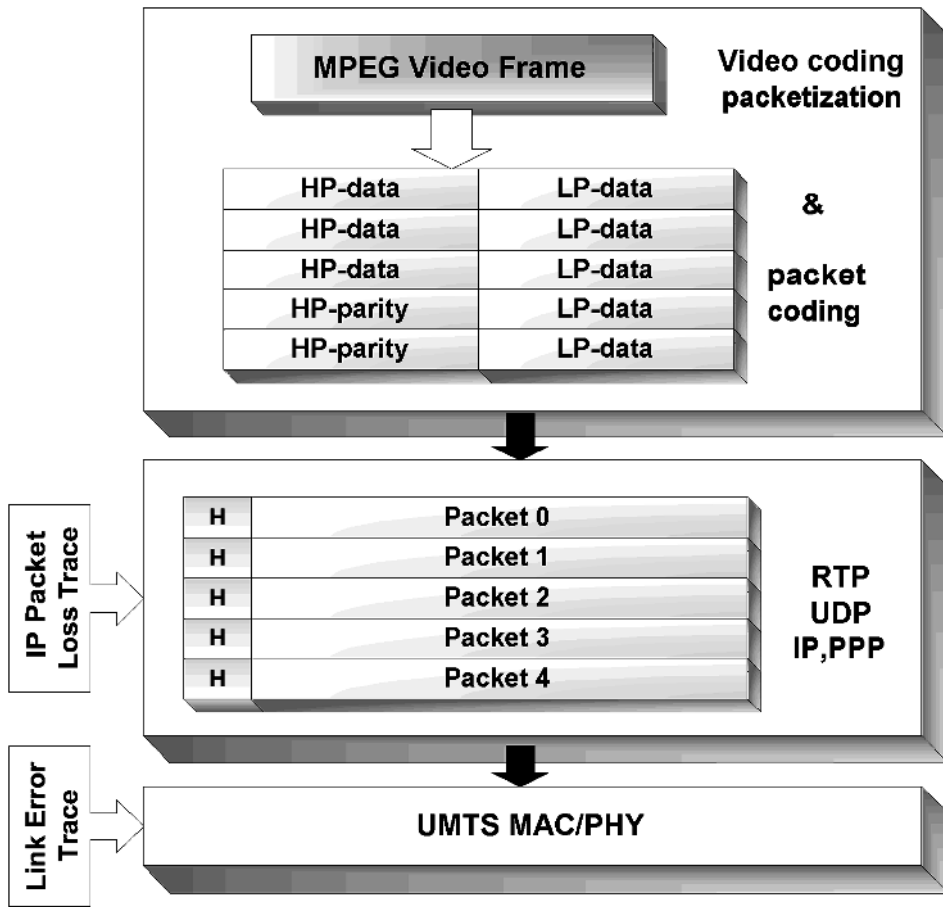 MPEG Video Frame
Video coding
packetization
&
packet
coding
HP-data LP-data
HP-data LP-data
HP-data LP-data
HP-parity LP-data
HP-parity LP-data
IP Packet
Loss Trace
H Packet 0
H Packet 1
H Packet 2
H Packet 3
H Packet 4
RTP
UDP
IP,PPP
Link Error
Trace
UMTS MAC/PHY